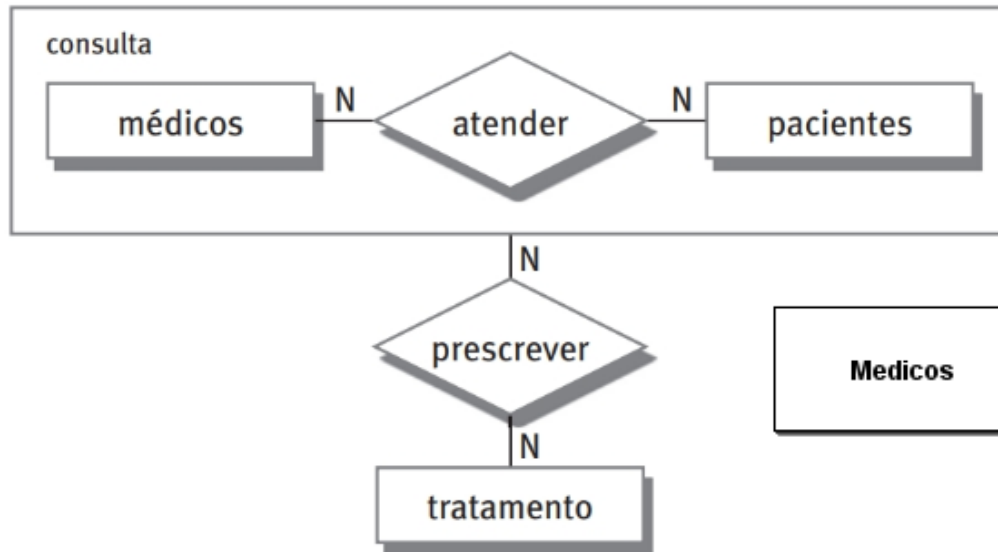 consulta
médicos
N
atender
N
pacientes
N
prescrever
Medicos
N
tratamento